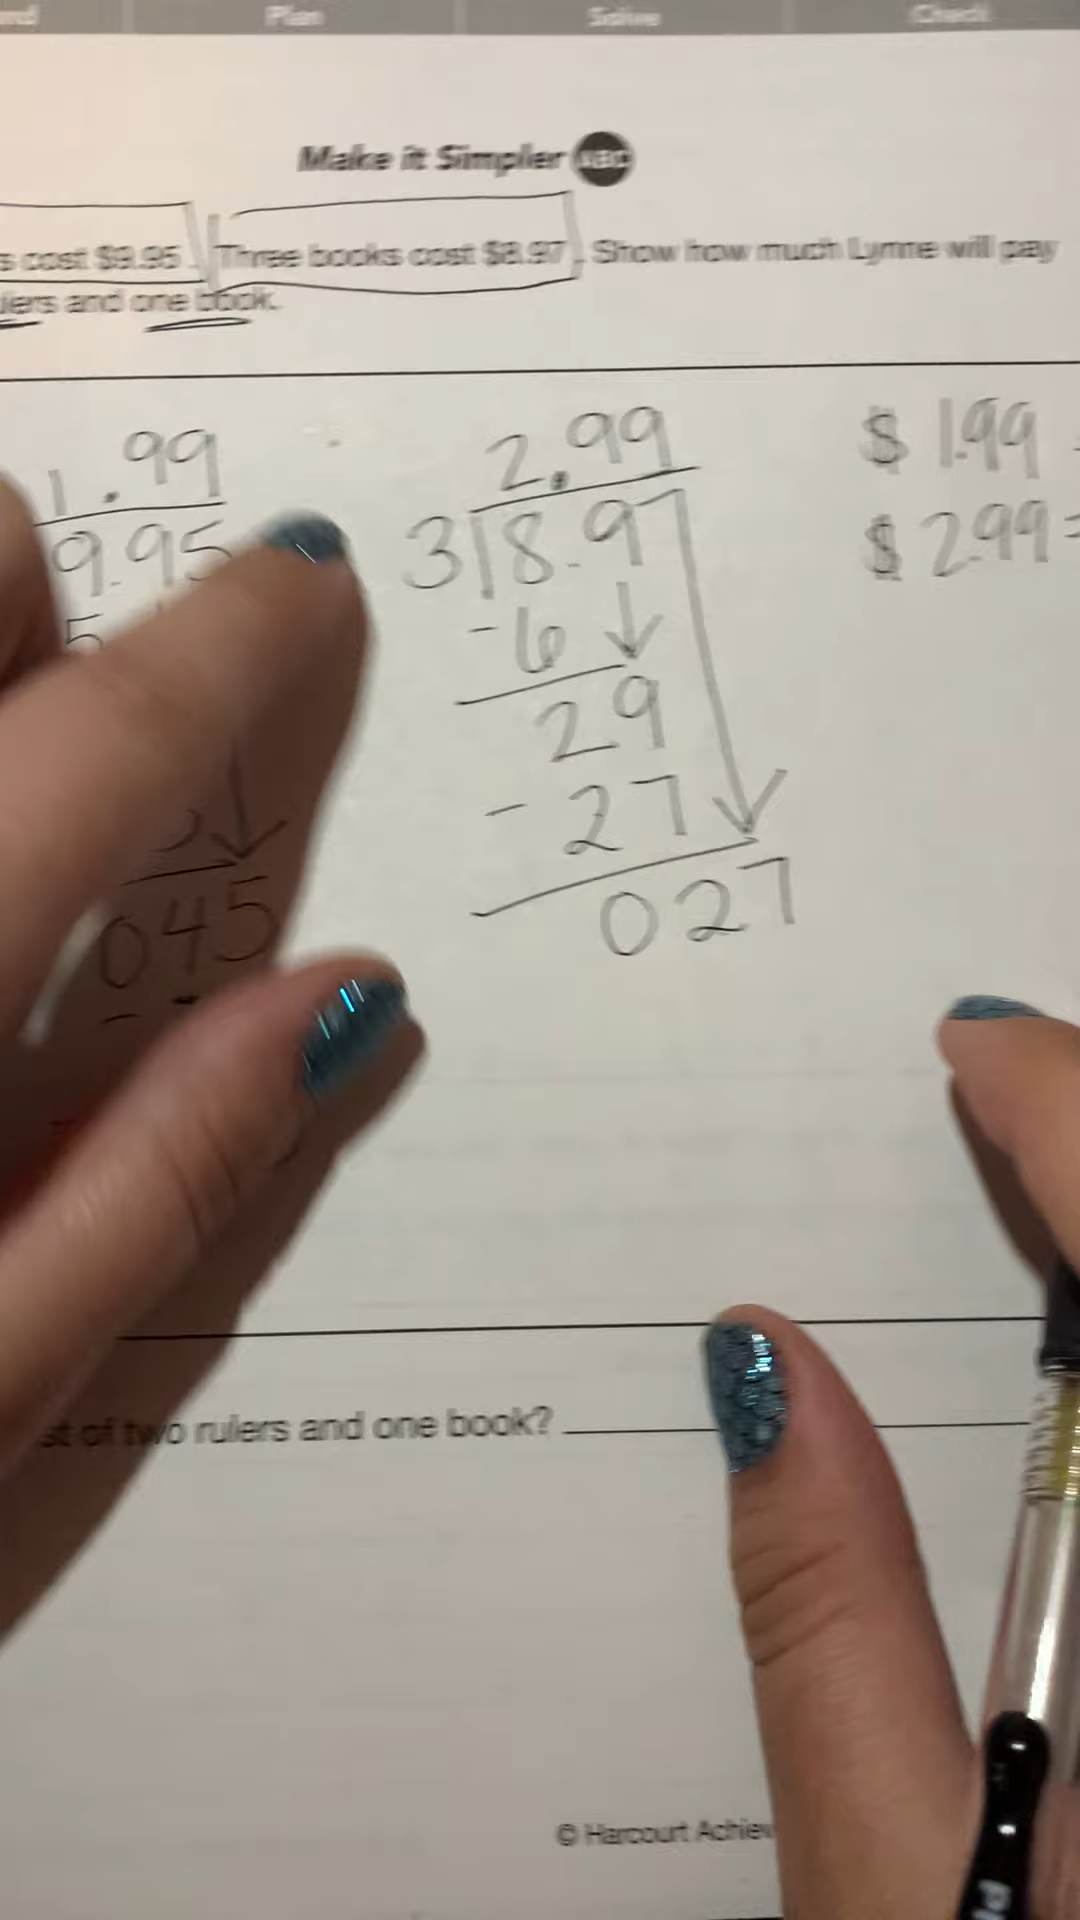 Plan Solve Check
Make it Simpler
s cost $9.95. Three books cost $8.97. Show how much Lynne will pay
lers and one book.
1.99
9.95
5
045
-
2.99
3 8.97
-6
29
-27
027
$ 1.99
$ 2.99=
st of two rulers and one book?
© Harcourt Achiev